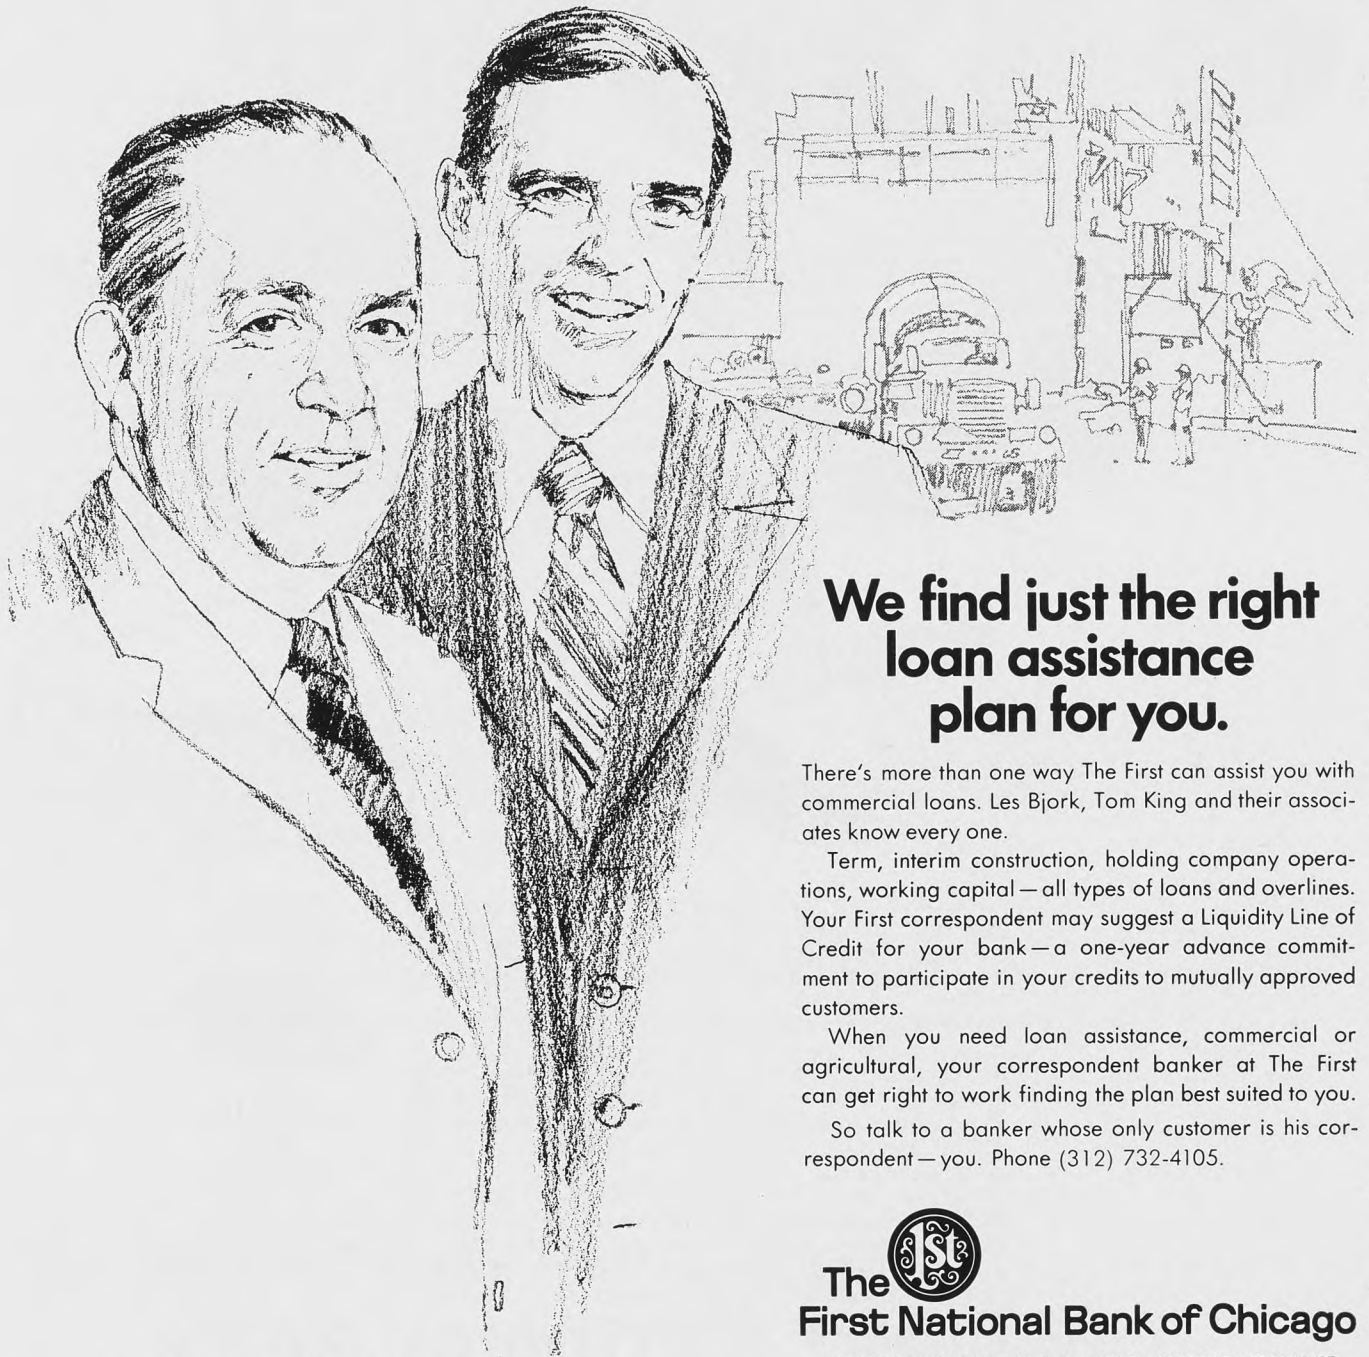 We find just the right
loan assistance
plan for you.
There's more than one way The First can assist you with
commercial loans. Les Bjork, Tom King and their associ-
ates know every one.
Term, interim construction, holding company opera-
tions, working capital — all types of loans and overlines.
Your First correspondent may suggest a Liquidity Line of
Credit for your bank — a one-year advance commit-
ment to participate in your credits to mutually approved
customers.
When you need loan assistance, commercial or
agricultural, your correspondent banker at The First
can get right to work finding the plan best suited to you.
So talk to a banker whose only customer is his cor-
respondent — you. Phone (312) 732-4105.
The 1st
First National Bank of Chicago